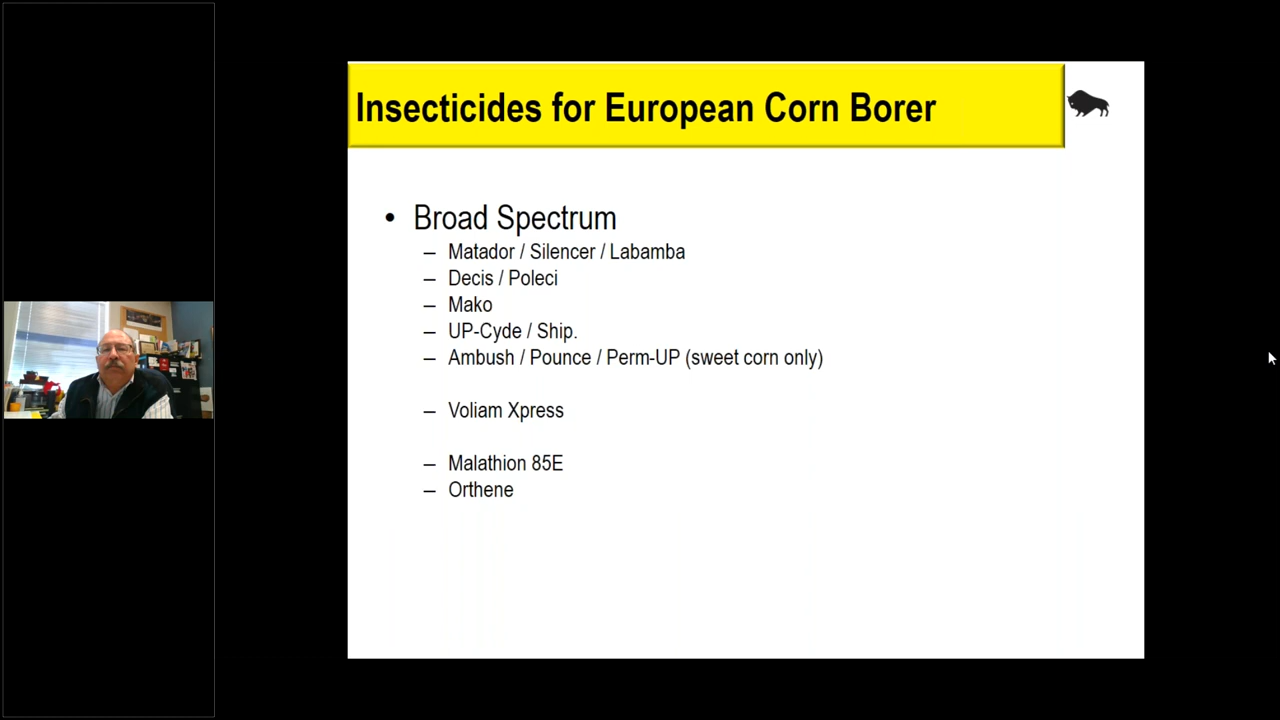 Insecticides for European Corn Borer
• Broad Spectrum
– Matador / Silencer / Labamba
– Decis / Poleci
– Mako
– UP-Cyde / Ship.
– Ambush / Pounce / Perm-UP (sweet corn only)
– Voliam Xpress
– Malathion 85E
– Orthene